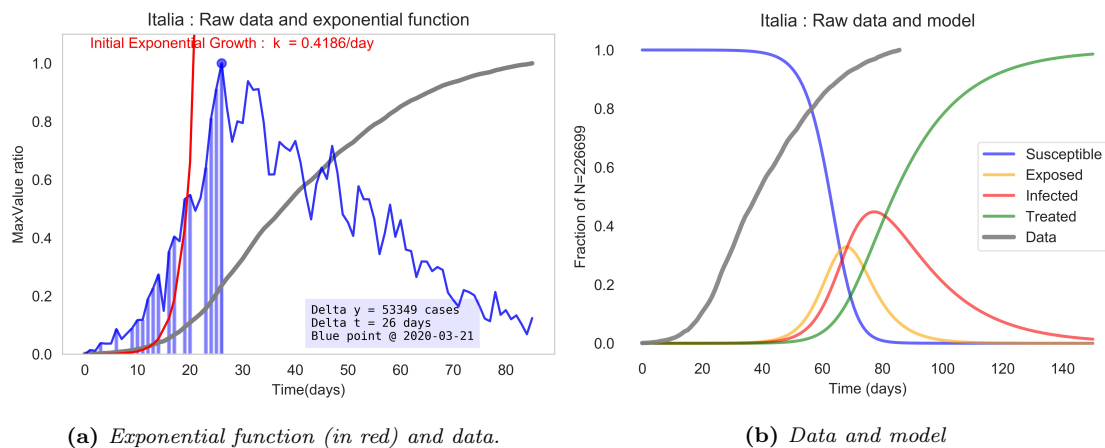 Italia : Raw data and exponential function
Initial Exponential Growth :  k  = 0.4186/day
MaxValue ratio
1.0
0.8
0.6
0.4
0.2
0.0
Delta y = 53349 cases
Delta t = 26 days
Blue point @ 2020-03-21
0 10 20 30 40 50 60 70 80
Time(days)
(a) Exponential function (in red) and data.
Italia : Raw data and model
Fraction of N=226699
1.0
0.8
0.6
0.4
0.2
0.0
Susceptible
Exposed
Infected
Treated
Data
0 20 40 60 80 100 120 140
Time (days)
(b) Data and model